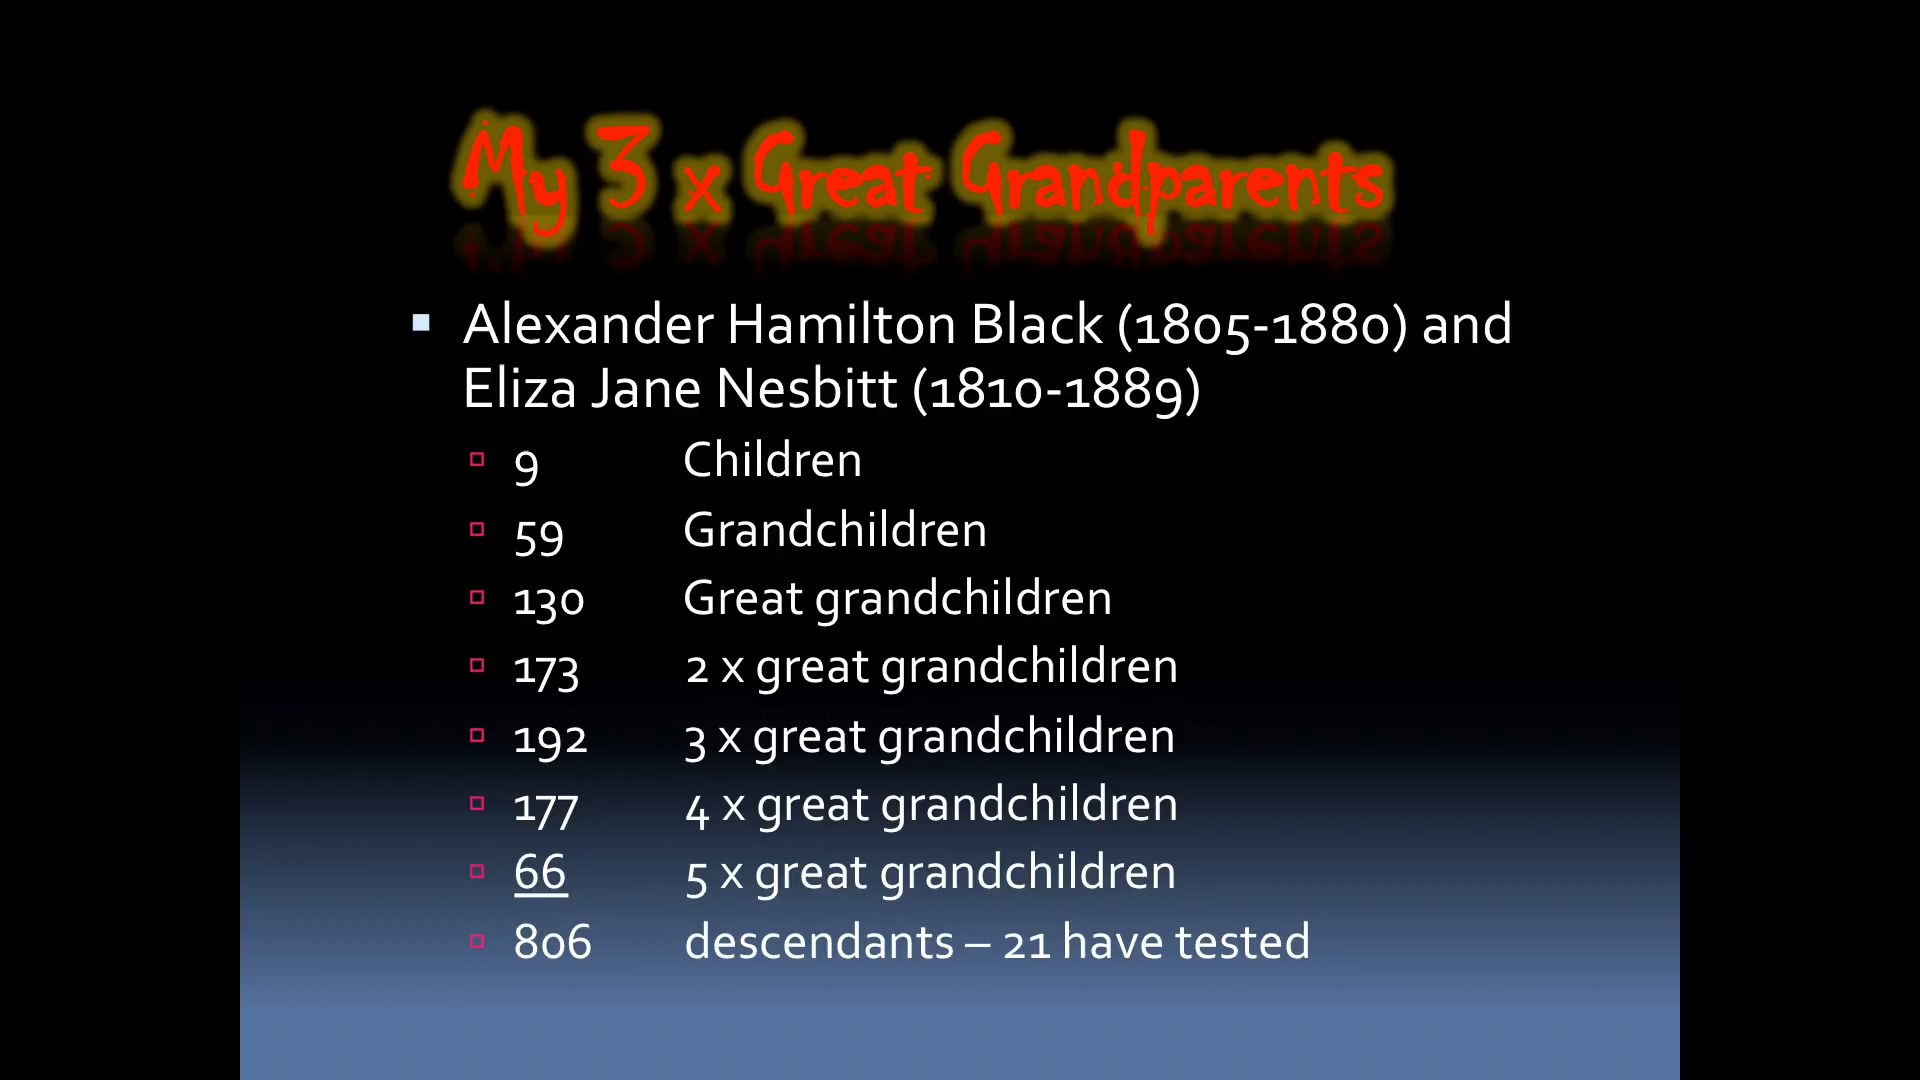 My 3 x Great Grandparents
▪ Alexander Hamilton Black (1805-1880) and
Eliza Jane Nesbitt (1810-1889)
▫ 9 Children
▫ 59 Grandchildren
▫ 130 Great grandchildren
▫ 173 2 x great grandchildren
▫ 192 3 x great grandchildren
▫ 177 4 x great grandchildren
▫ 66 5 x great grandchildren
▫ 806 descendants – 21 have tested